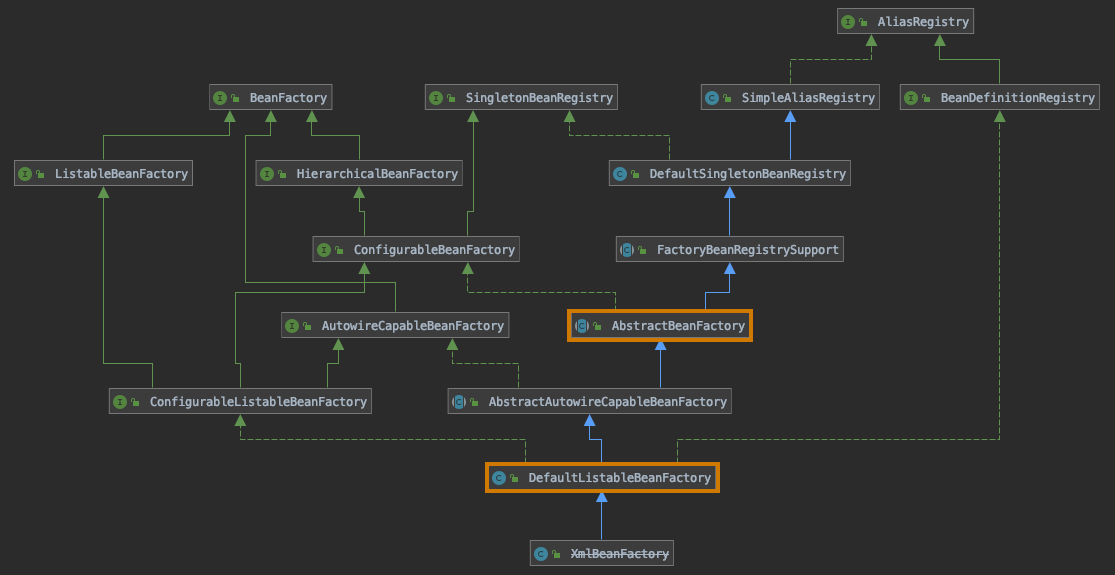 AliasRegistry
BeanFactory
SingletonBeanRegistry
SimpleAliasRegistry
BeanDefinitionRegistry
ListableBeanFactory
HierarchicalBeanFactory
DefaultSingletonBeanRegistry
ConfigurableBeanFactory
FactoryBeanRegistrySupport
AutowireCapableBeanFactory
AbstractBeanFactory
ConfigurableListableBeanFactory
AbstractAutowireCapableBeanFactory
DefaultListableBeanFactory
XmlBeanFactory